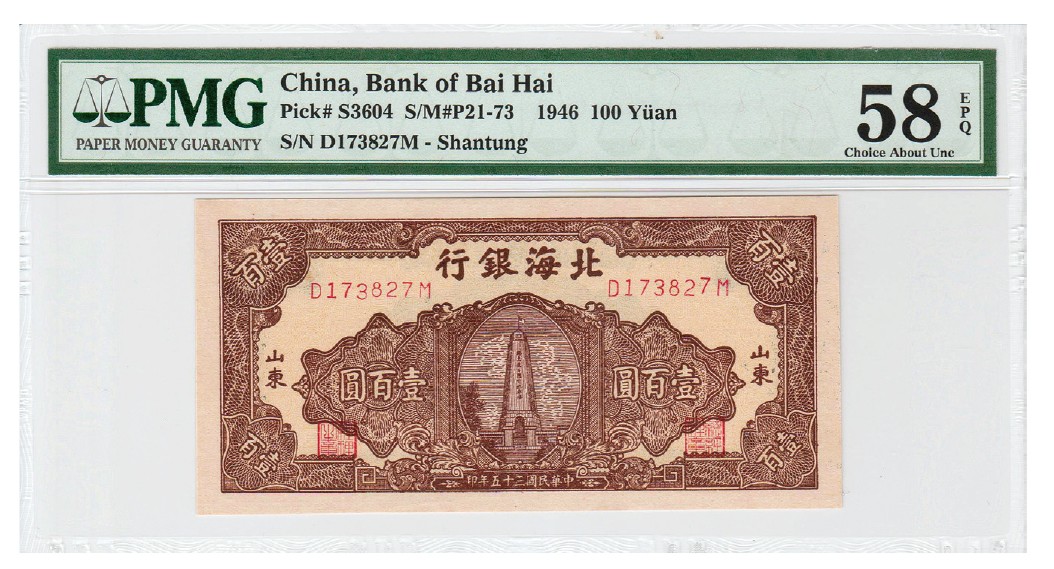 PMG
PAPER MONEY GUARANTY
China, Bank of Bai Hai
Pick# S3604 S/M#P21-73 1946 100 Yüan
S/N D173827M - Shantung
58
EPQ
Choice About Unc
壹百
百壹
行銀海北
D173827M
D173827M
山東
山東
圓百壹
圓百壹
百壹
壹百
印年五十三國民華中